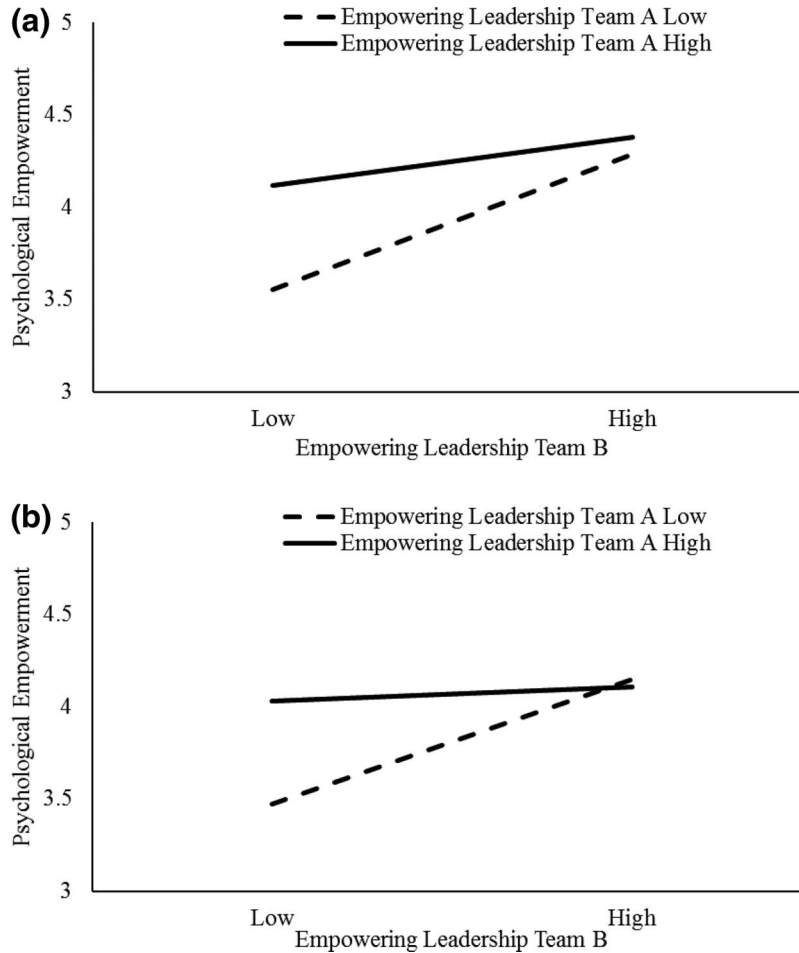 (a)
Empowering Leadership Team A Low
Empowering Leadership Team A High
Psychological Empowerment
5
4.5
4
3.5
3
Low
High
Empowering Leadership Team B
(b)
Empowering Leadership Team A Low
Empowering Leadership Team A High
Psychological Empowerment
5
4.5
4
3.5
3
Low
High
Empowering Leadership Team B